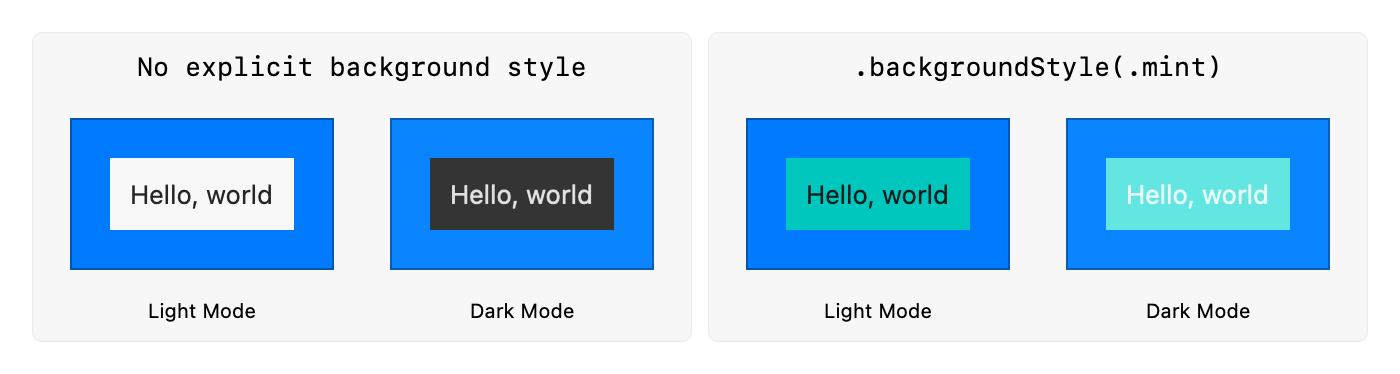 No explicit background style
Hello, world
Hello, world
Light Mode
Dark Mode
.backgroundStyle(.mint)
Hello, world
Hello, world
Light Mode
Dark Mode